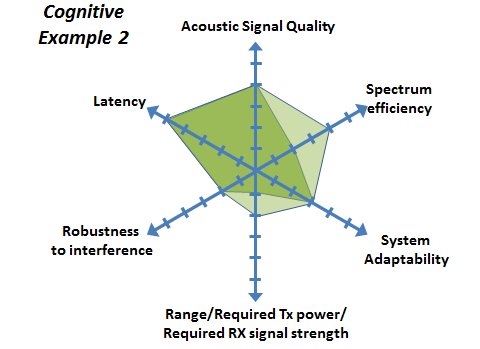 Cognitive
Example 2
Acoustic Signal Quality
Spectrum
efficiency
Latency
Robustness
to interference
System
Adaptability
Range/Required Tx power/
Required RX signal strength